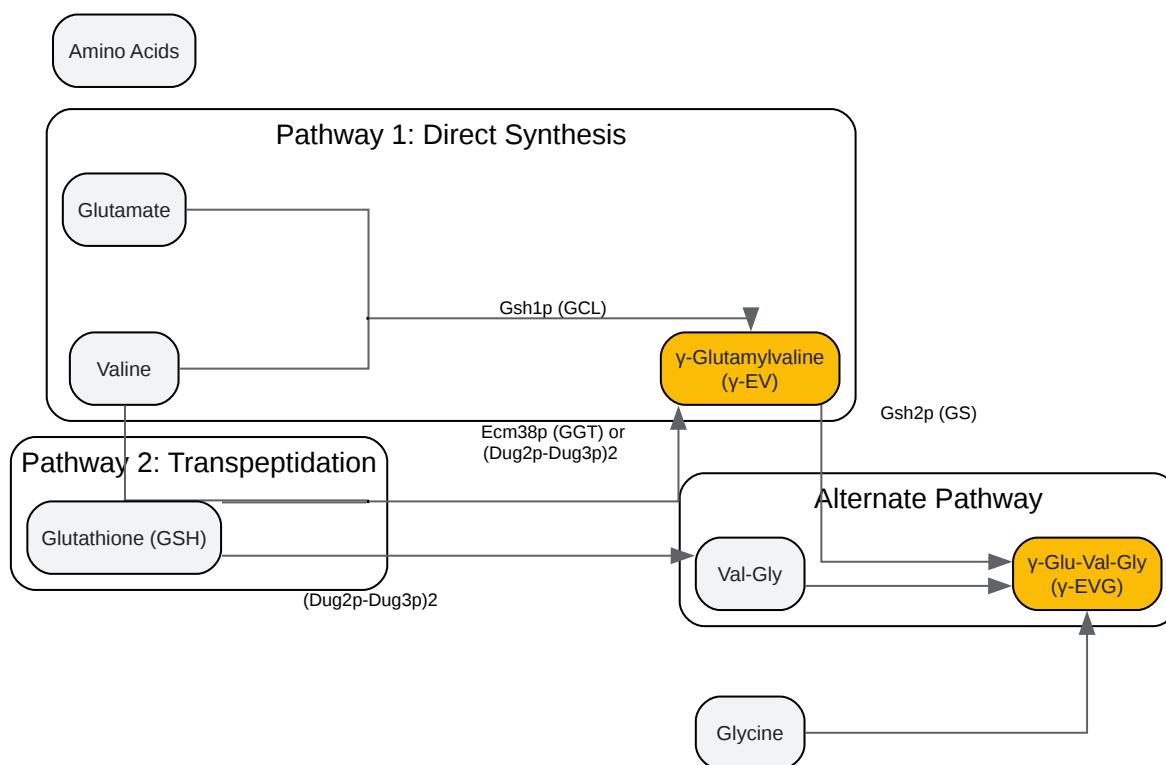 Amino Acids
Pathway 1: Direct Synthesis
Glutamate
Gsh1p (GCL)
Valine
γ-Glutamylvaline
(γ-EV)
Gsh2p (GS)
Ecm38p (GGT) or
(Dug2p-Dug3p)2
Pathway 2: Transpeptidation
Glutathione (GSH)
(Dug2p-Dug3p)2
Alternate Pathway
Val-Gly
γ-Glu-Val-Gly
(γ-EVG)
Glycine